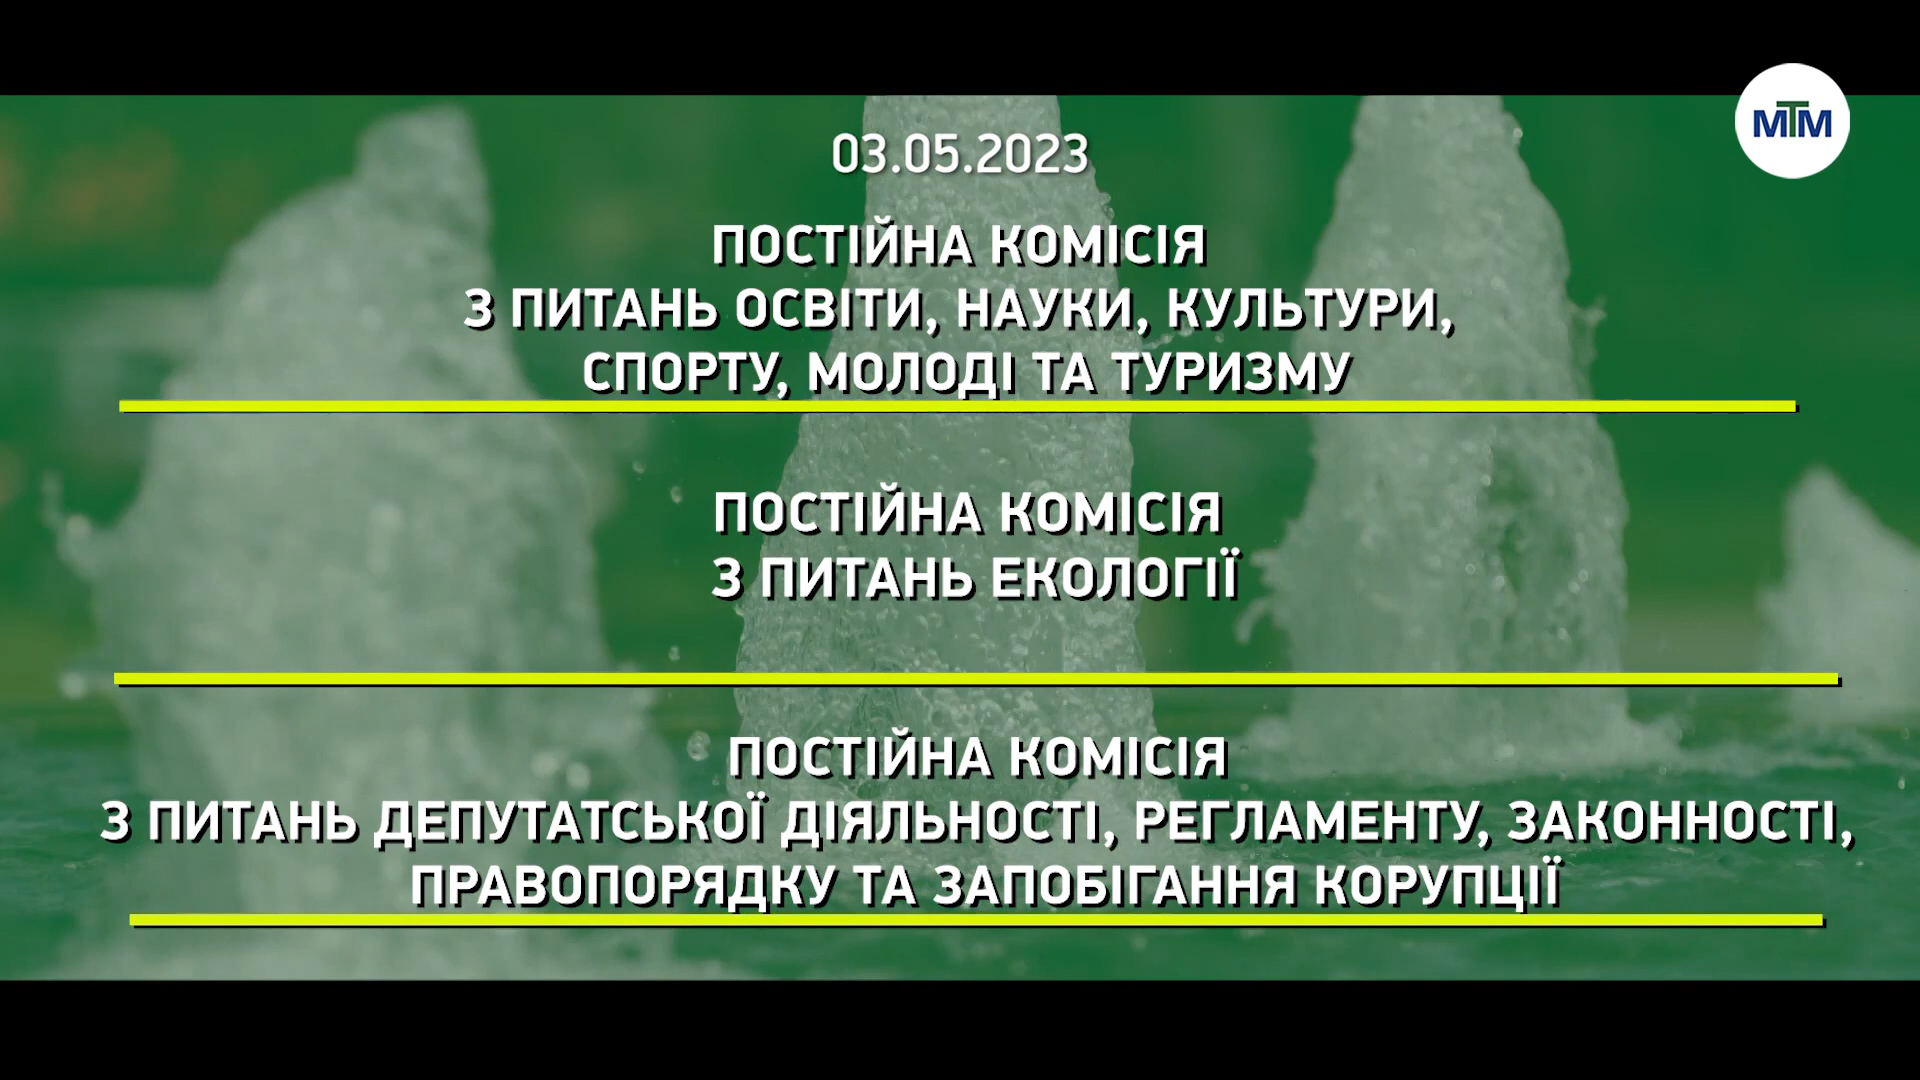 МТМ
03.05.2023
ПОСТІЙНА КОМІСІЯ
З ПИТАНЬ ОСВІТИ, НАУКИ, КУЛЬТУРИ,
СПОРТУ, МОЛОДІ ТА ТУРИЗМУ
ПОСТІЙНА КОМІСІЯ
З ПИТАНЬ ЕКОЛОГІЇ
ПОСТІЙНА КОМІСІЯ
З ПИТАНЬ ДЕПУТАТСЬКОЇ ДІЯЛЬНОСТІ, РЕГЛАМЕНТУ, ЗАКОННОСТІ,
ПРАВОПОРЯДКУ ТА ЗАПОБІГАННЯ КОРУПЦІЇ